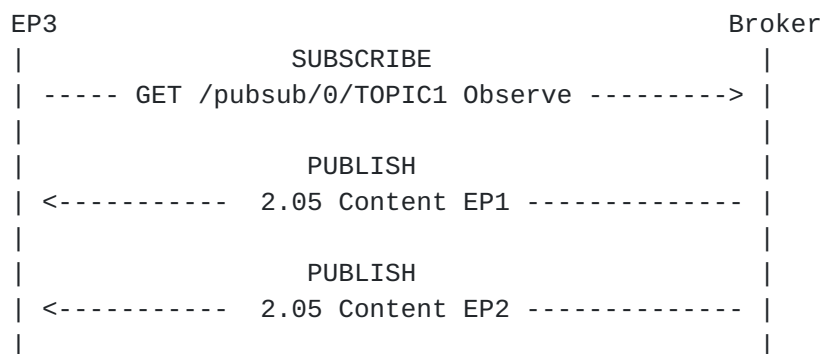 EP3                                           Broker
|                 SUBSCRIBE                     |
| ----- GET /pubsub/0/TOPIC1 Observe ---------> |
|                                               |
|                  PUBLISH                      |
| <-----------  2.05 Content EP1 -------------- |
|                                               |
|                  PUBLISH                      |
| <-----------  2.05 Content EP2 -------------- |
|                                               |